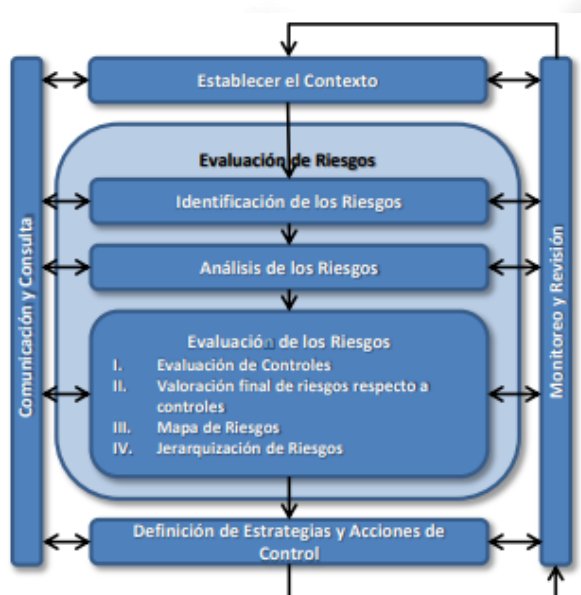 Establecer el Contexto
Evaluación de Riesgos
Identificación de los Riesgos
Análisis de los Riesgos
Evaluación de los Riesgos
I. Evaluación de Controles
II. Valoración final de riesgos respecto a
controles
III. Mapa de Riesgos
IV. Jerarquización de Riesgos
Definición de Estrategias y Acciones de
Control
Comunicación y Consulta
Monitoreo y Revisión